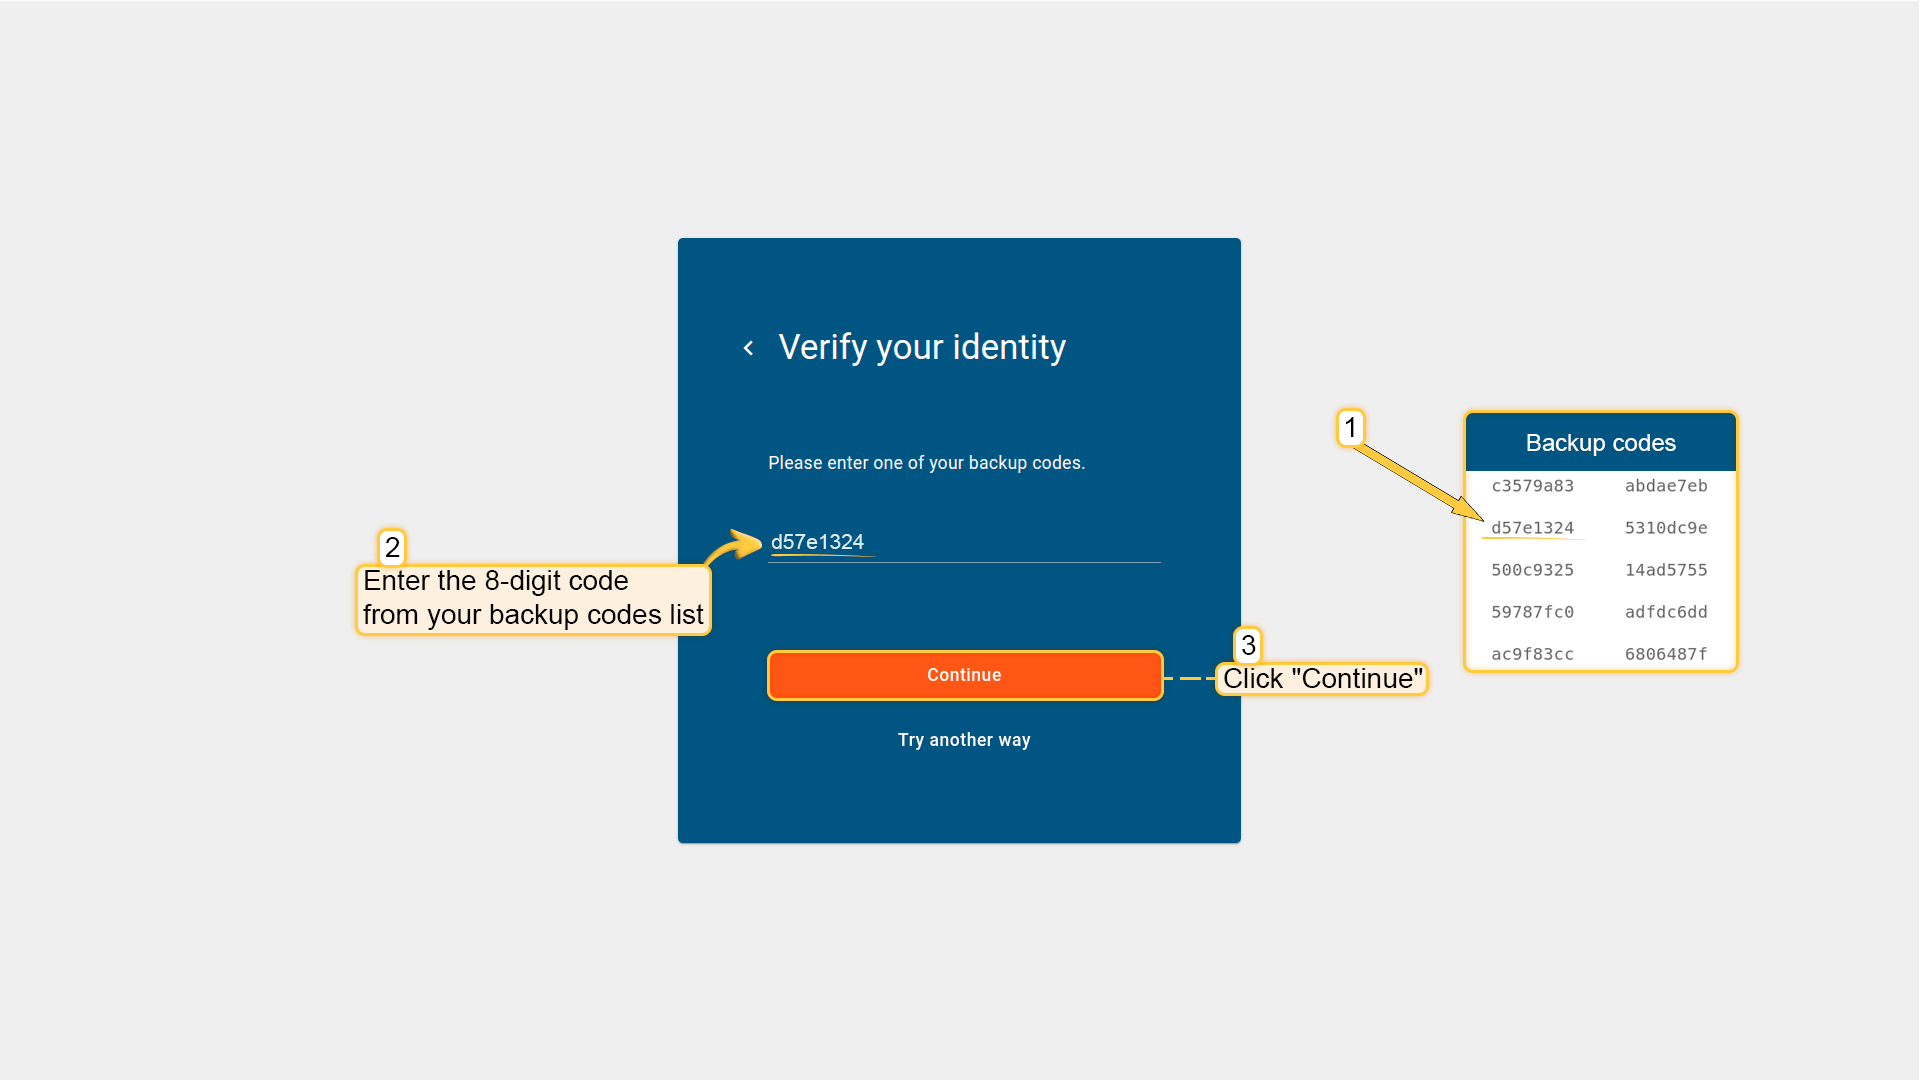 Verify your identity
Please enter one of your backup codes.
d57e1324
Continue
Try another way
1
Backup codes
c3579a83 abdae7eb
d57e1324 5310dc9e
500c9325 14ad5755
59787fc0 adfdc6dd
ac9f83cc 6806487f
2
Enter the 8-digit code
from your backup codes list
3
Click "Continue"